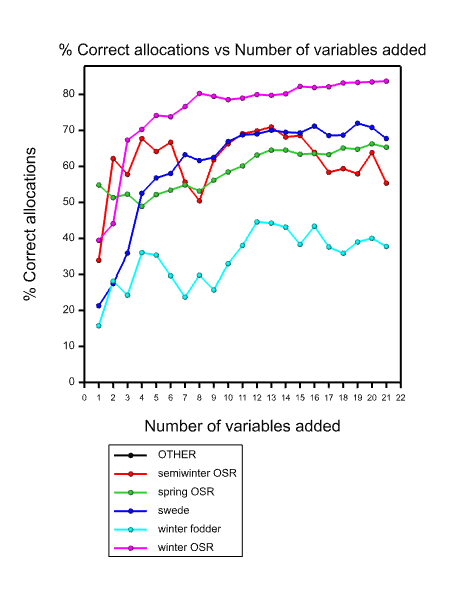 % Correct allocations vs Number of variables added
% Correct allocations
80
70
60
50
40
30
20
10
0
0 1 2 3 4 5 6 7 8 9 10 11 12 13 14 15 16 17 18 19 20 21 22
Number of variables added
OTHER
semiwinter OSR
spring OSR
swede
winter fodder
winter OSR